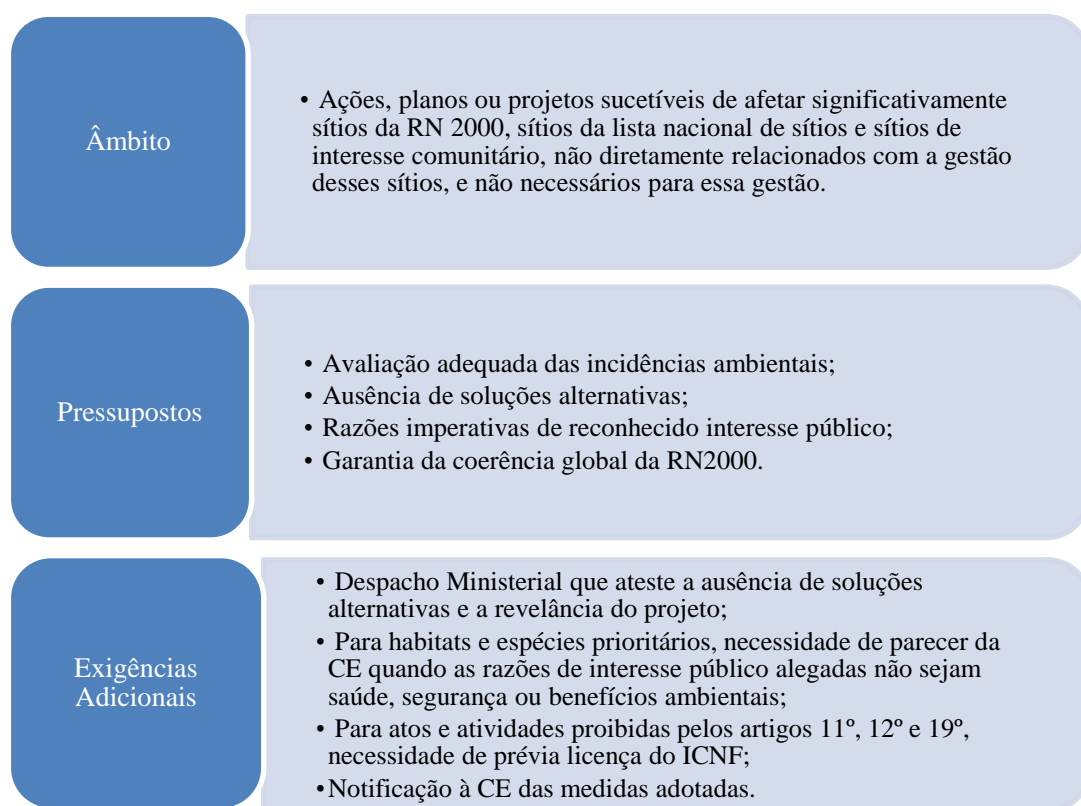 Âmbito
• Ações, planos ou projetos sucetíveis de afetar significativamente
sítios da RN 2000, sítios da lista nacional de sítios e sítios de
interesse comunitário, não diretamente relacionados com a gestão
desses sítios, e não necessários para essa gestão.
Pressupostos
• Avaliação adequada das incidências ambientais;
• Ausência de soluções alternativas;
• Razões imperativas de reconhecido interesse público;
• Garantia da coerência global da RN2000.
Exigências
Adicionais
• Despacho Ministerial que ateste a ausência de soluções
alternativas e a revelância do projeto;
• Para habitats e espécies prioritários, necessidade de parecer da
CE quando as razões de interesse público alegadas não sejam
saúde, segurança ou benefícios ambientais;
• Para atos e atividades proibidas pelos artigos 11º, 12º e 19º,
necessidade de prévia licença do ICNF;
•Notificação à CE das medidas adotadas.